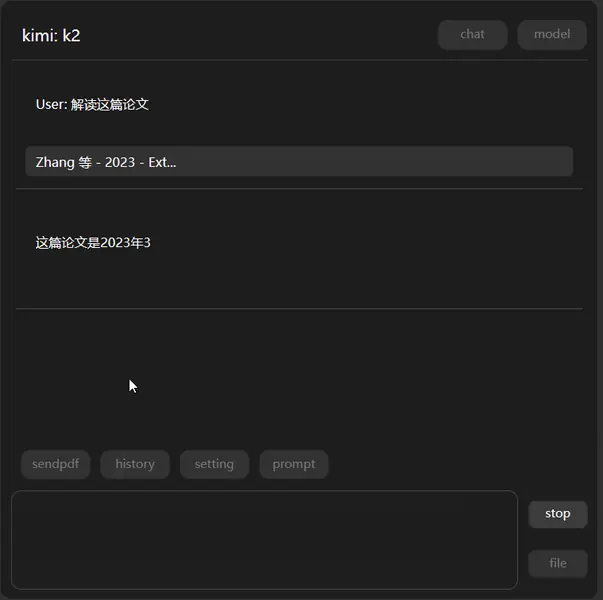 kimi: k2
chat
model
User: 解读这篇论文
Zhang 等 - 2023 - Ext...
这篇论文是2023年3
sendpdf
history
setting
prompt
stop
file